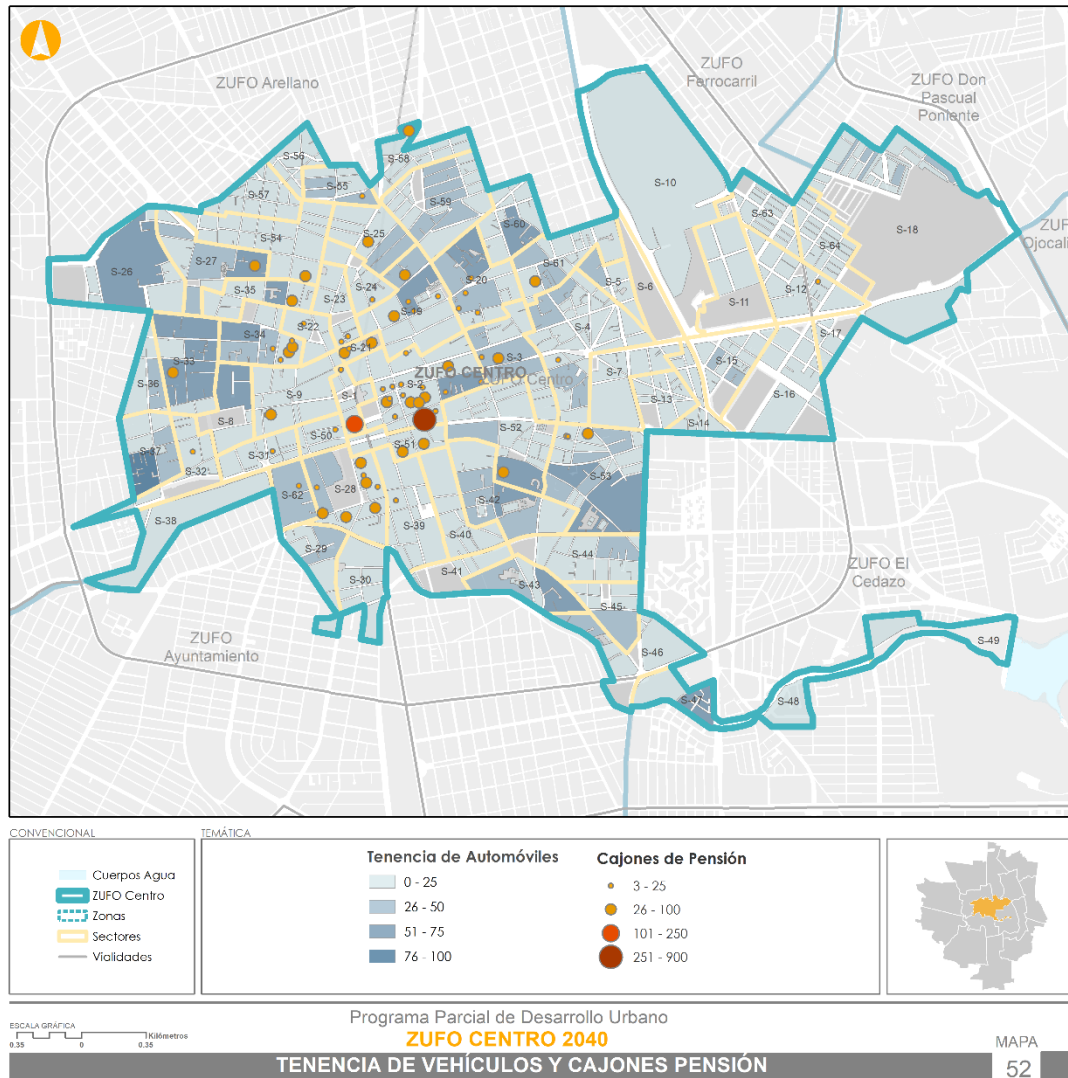 ZUFO Arellano
ZUFO
Ferrocarril
ZUFO Don
Pascual
Poniente
S-56
S-58
S-55
S-57
S-59
S-10
S-63
S-18
S-60
S-25
S-54
S-64
ZUFO
Ojocali
S-26
S-27
S-61
S-20
S-5
S-6
S-12
S-35
S-24
S-23
S-11
S-19
S-22
S-4
S-17
S-34
S-21
S-3
S-15
S-33
ZUFO CENTRO
ZUFO Centro
S-7
S-36
S-2
S-9
S-1
S-13
S-16
S-8
S-14
S-50
S-52
S-51
S-37
S-31
S-32
S-53
S-62
S-28
S-42
S-38
S-39
S-40
S-29
S-44
S-41
S-43
S-30
ZUFO El
Cedazo
S-45
ZUFO
Ayuntamiento
S-46
S-49
S-48
CONVENCIONAL
Cuerpos Agua
ZUFO Centro
Zonas
Sectores
Vialidades
TEMÁTICA
Tenencia de Automóviles
0 - 25
26 - 50
51 - 75
76 - 100
Cajones de Pensión
3 - 25
26 - 100
101 - 250
251 - 900
ESCALA GRÁFICA
Kilómetros
0.35 0 0.35
Programa Parcial de Desarrollo Urbano
ZUFO CENTRO 2040
TENENCIA DE VEHÍCULOS Y CAJONES PENSIÓN
MAPA
52